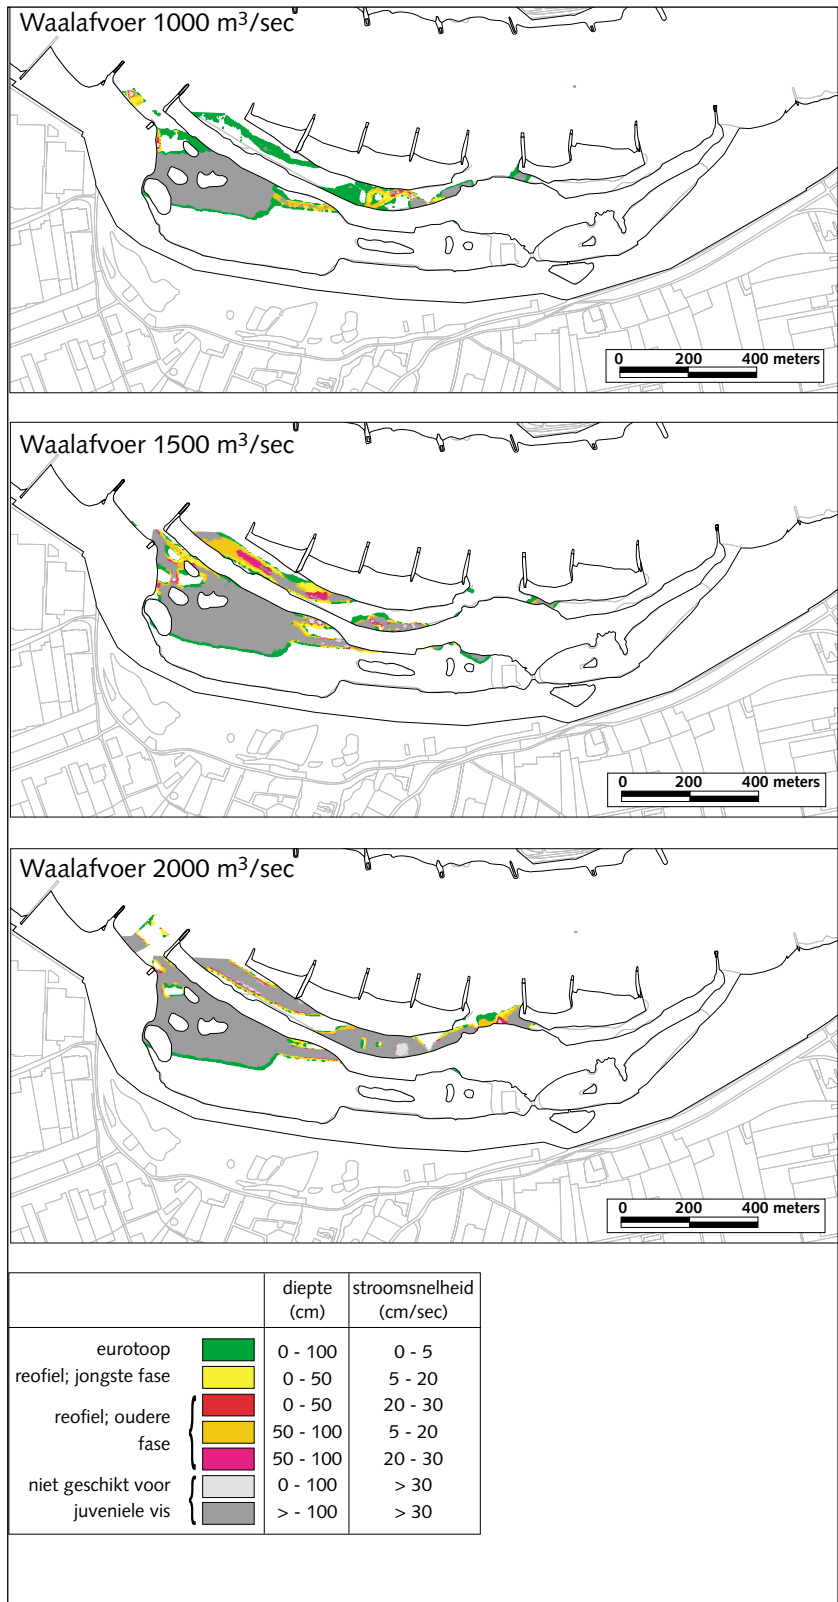 Waalafvoer 1000 m³/sec
0 200 400 meters
Waalafvoer 1500 m³/sec
0 200 400 meters
Waalafvoer 2000 m³/sec
0 200 400 meters
diepte stroomsnelheid
(cm) (cm/sec)
eurotoop 0 - 100 0 - 5
reofiel; jongste fase 0 - 50 5 - 20
0 - 50 20 - 30
reofiel; oudere
50 - 100 5 - 20
fase
50 - 100 20 - 30
niet geschikt voor 0 - 100 > 30
juveniele vis > - 100 > 30